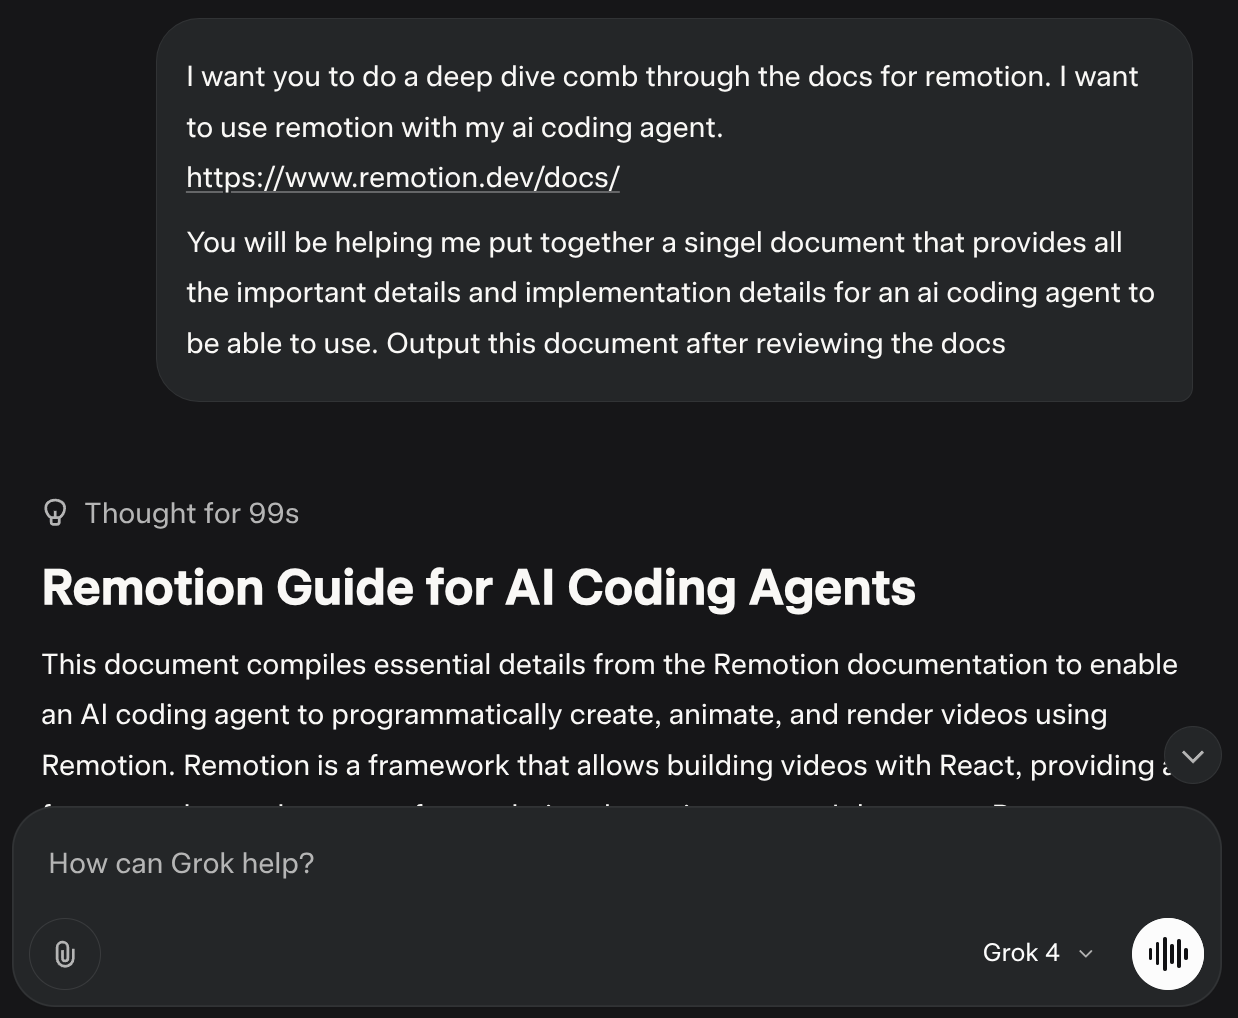 I want you to do a deep dive comb through the docs for remotion. I want
to use remotion with my ai coding agent.
https://www.remotion.dev/docs/
You will be helping me put together a singel document that provides all
the important details and implementation details for an ai coding agent to
be able to use. Output this document after reviewing the docs
Thought for 99s
Remotion Guide for AI Coding Agents
This document compiles essential details from the Remotion documentation to enable
an AI coding agent to programmatically create, animate, and render videos using
Remotion. Remotion is a framework that allows building videos with React, providing
How can Grok help?
Grok 4